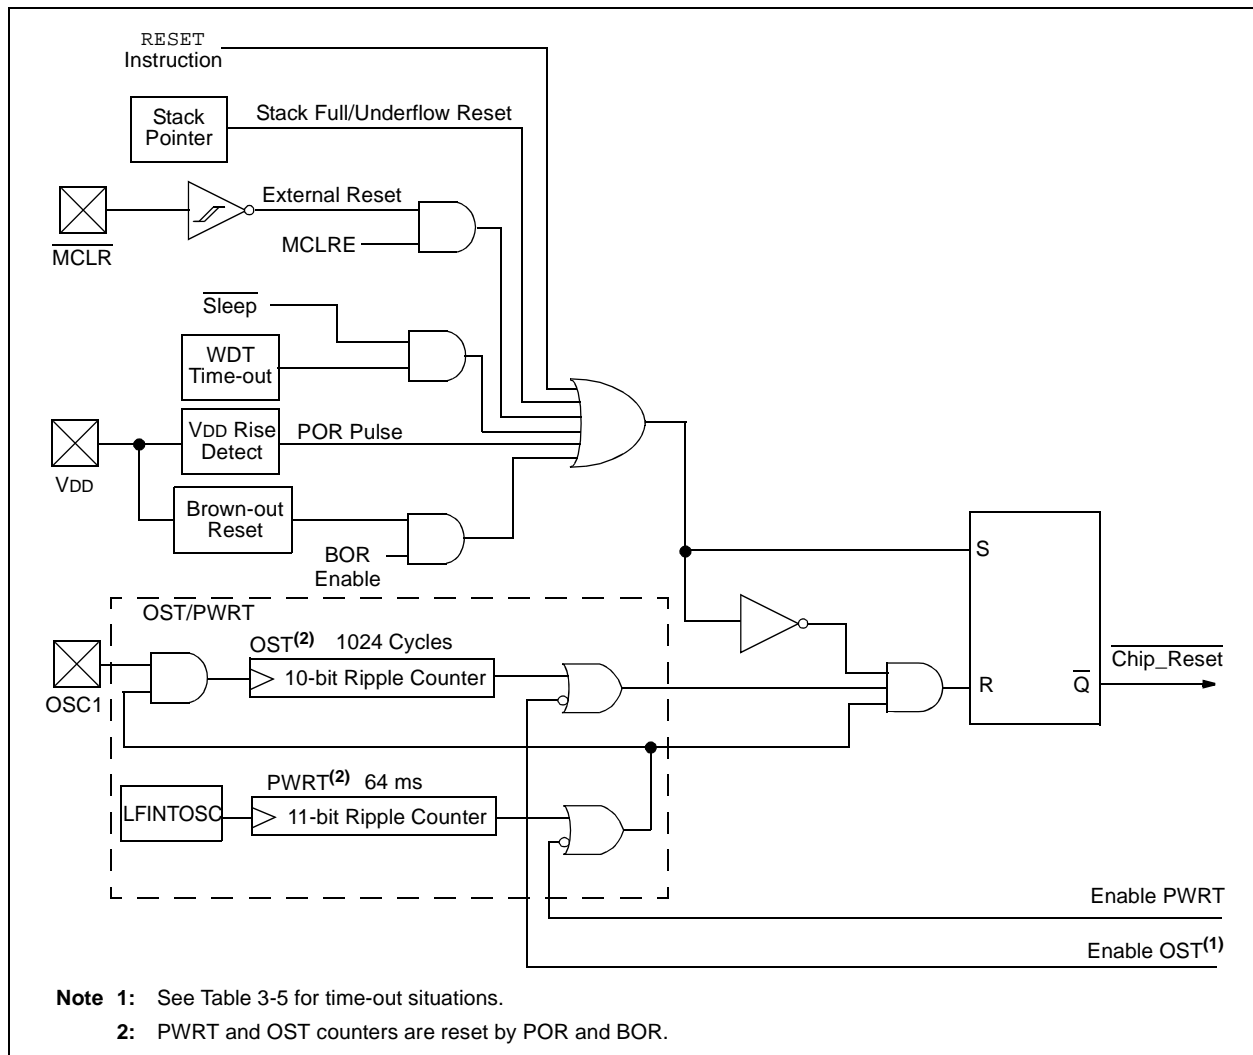 RESET
Instruction
Stack
Pointer
Stack Full/Underflow Reset
MCLR
External Reset
MCLRE
Sleep
WDT
Time-out
VDD
VDD Rise
Detect
POR Pulse
Brown-out
Reset
BOR
Enable
S
R
Q
Chip_Reset
OST/PWRT
OSC1
OST(2) 1024 Cycles
10-bit Ripple Counter
PWRT(2) 64 ms
LFINTOSC
11-bit Ripple Counter
Enable PWRT
Enable OST(1)
Note 1: See Table 3-5 for time-out situations.
2: PWRT and OST counters are reset by POR and BOR.